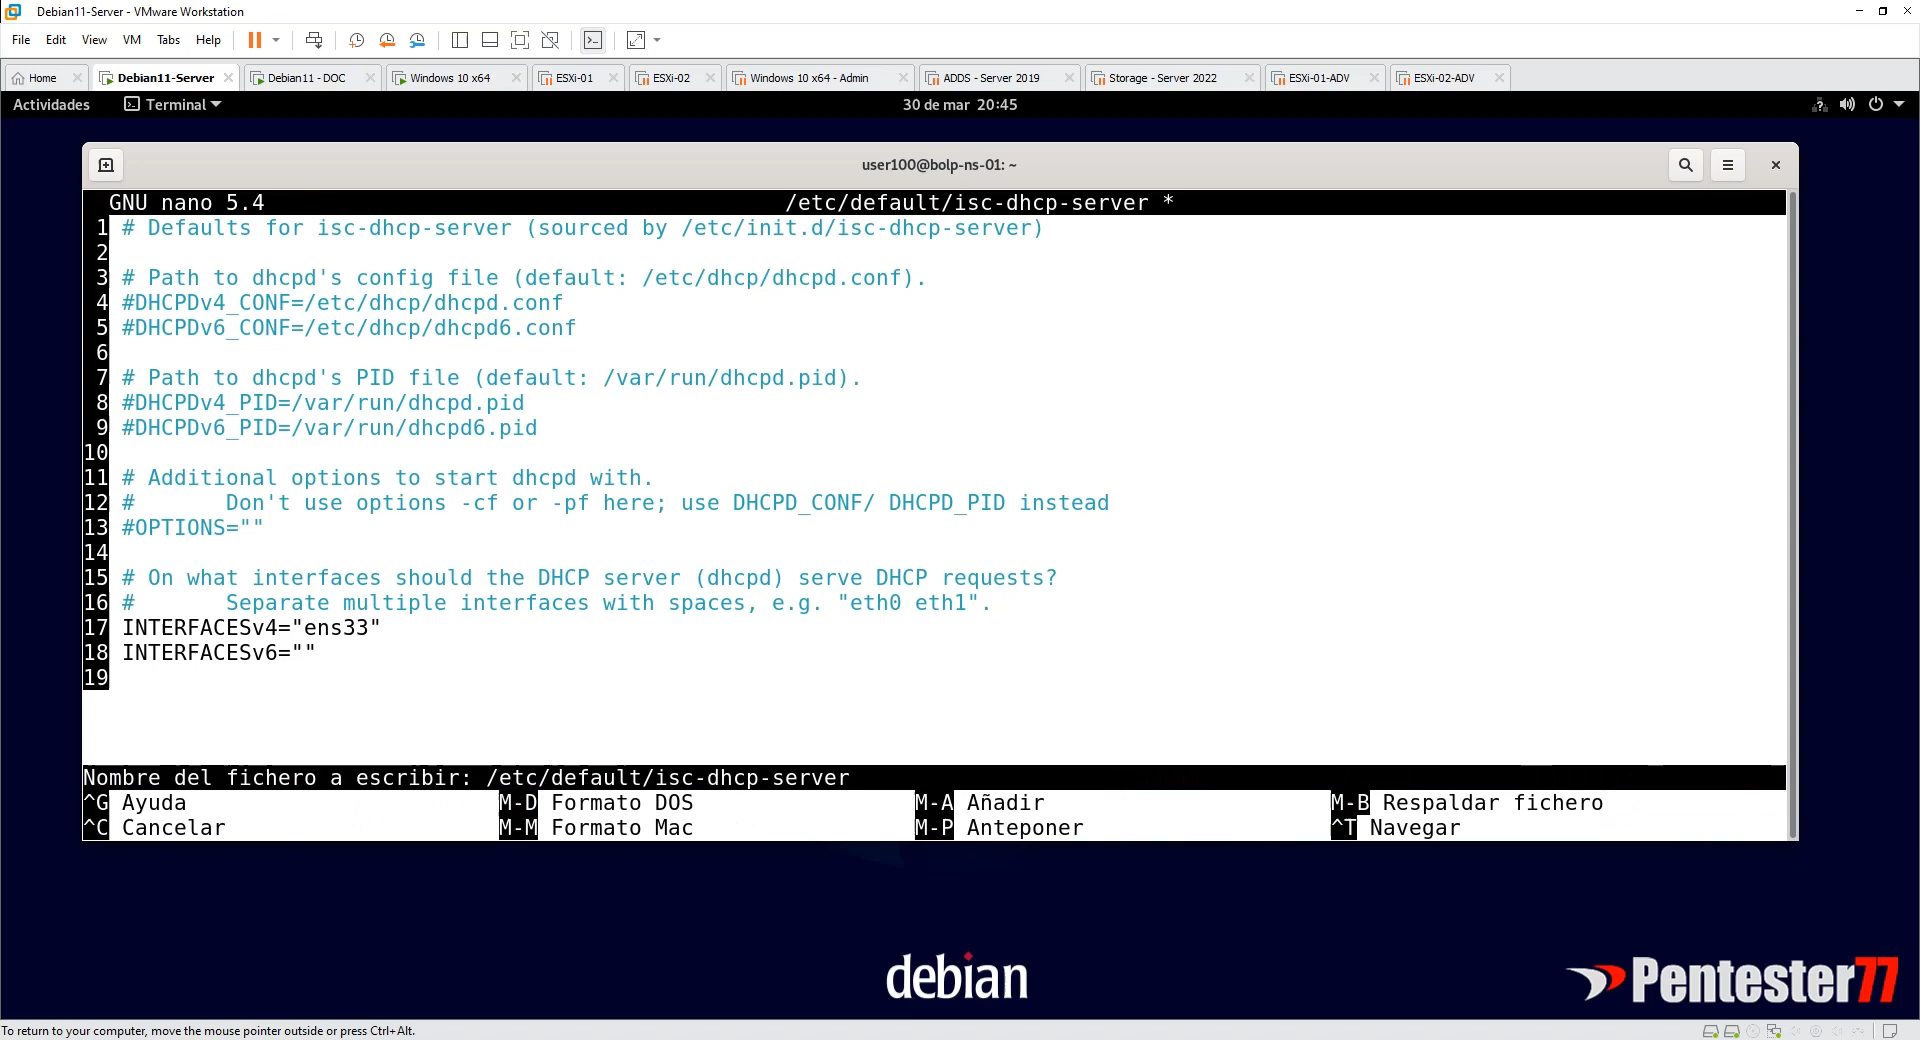 Debian11-Server - VMware Workstation
File Edit View VM Tabs Help
Home Debian11-Server Debian11 - DOC Windows 10 x64 ESXi-01 ESXi-02 Windows 10 x64 - Admin ADDS - Server 2019 Storage - Server 2022 ESXi-01-ADV ESXi-02-ADV
Actividades Terminal 30 de mar 20:45
user100@bolp-ns-01: ~
GNU nano 5.4 /etc/default/isc-dhcp-server *
1 # Defaults for isc-dhcp-server (sourced by /etc/init.d/isc-dhcp-server)
2
3 # Path to dhcpd's config file (default: /etc/dhcp/dhcpd.conf).
4 #DHCPDv4_CONF=/etc/dhcp/dhcpd.conf
5 #DHCPDv6_CONF=/etc/dhcp/dhcpd6.conf
6
7 # Path to dhcpd's PID file (default: /var/run/dhcpd.pid).
8 #DHCPDv4_PID=/var/run/dhcpd.pid
9 #DHCPDv6_PID=/var/run/dhcpd6.pid
10
11 # Additional options to start dhcpd with.
12 #       Don't use options -cf or -pf here; use DHCPD_CONF/ DHCPD_PID instead
13 #OPTIONS=""
14
15 # On what interfaces should the DHCP server (dhcpd) serve DHCP requests?
16 #       Separate multiple interfaces with spaces, e.g. "eth0 eth1".
17 INTERFACESv4="ens33"
18 INTERFACESv6=""
19
Nombre del fichero a escribir: /etc/default/isc-dhcp-server
^G Ayuda M-D Formato DOS M-A Añadir M-B Respaldar fichero
^C Cancelar M-M Formato Mac M-P Anteponer ^T Navegar
debian
Pentester77
To return to your computer, move the mouse pointer outside or press Ctrl+Alt.